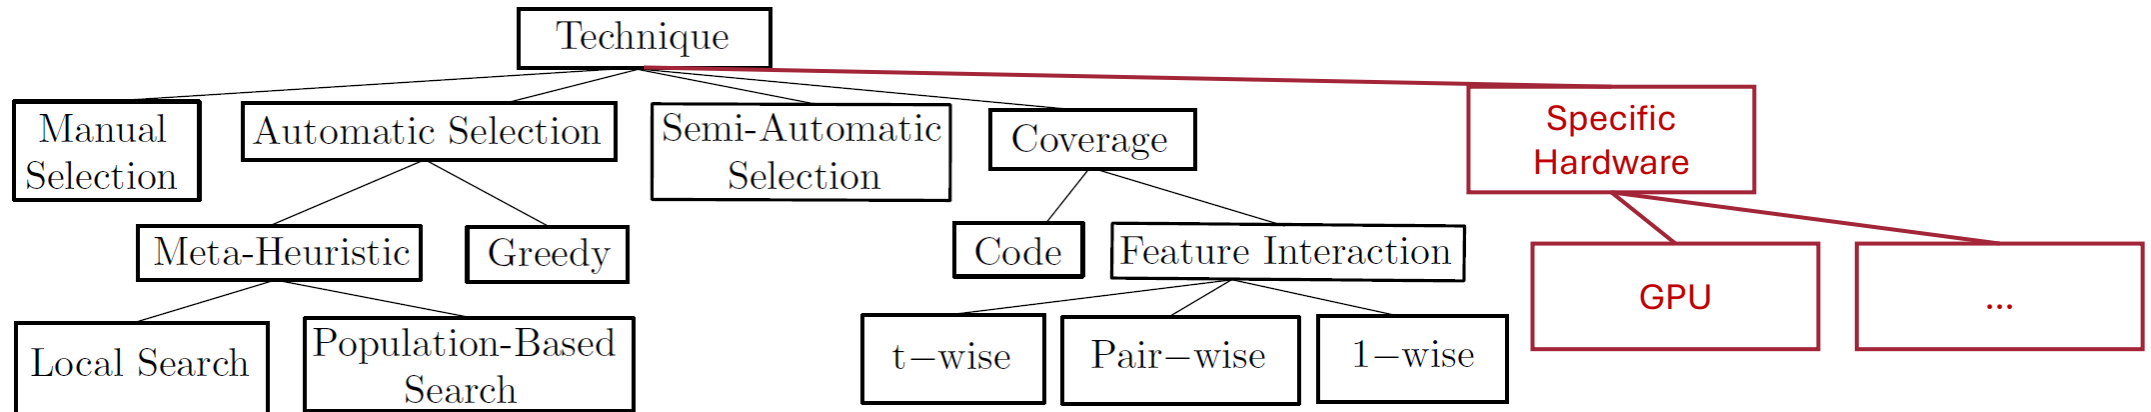 Technique
Manual
Selection
Automatic Selection
Semi-Automatic
Selection
Coverage
Specific
Hardware
Meta-Heuristic
Greedy
Code
Feature Interaction
GPU
...
Local Search
Population-Based
Search
t−wise
Pair−wise
1−wise